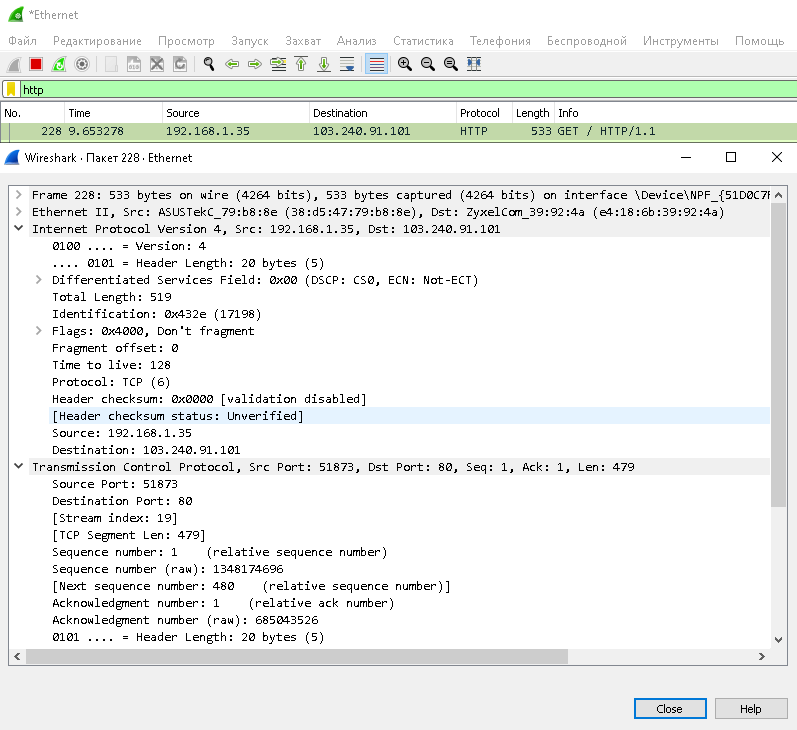 *Ethernet
Файл Редактирование Просмотр Запуск Захват Анализ Статистика Телефония Беспроводной Инструменты Помощь
http
No. Time Source Destination Protocol Length Info
228 9.653278 192.168.1.35 103.240.91.101 HTTP 533 GET / HTTP/1.1
Wireshark · Пакет 228 · Ethernet
Frame 228: 533 bytes on wire (4264 bits), 533 bytes captured (4264 bits) on interface \Device\NPF_{51D0C7F
Ethernet II, Src: ASUSTekC_79:b8:8e (38:d5:47:79:b8:8e), Dst: ZyxelCom_39:92:4a (e4:18:6b:39:92:4a)
Internet Protocol Version 4, Src: 192.168.1.35, Dst: 103.240.91.101
0100 .... = Version: 4
.... 0101 = Header Length: 20 bytes (5)
Differentiated Services Field: 0x00 (DSCP: CS0, ECN: Not-ECT)
Total Length: 519
Identification: 0x432e (17198)
Flags: 0x4000, Don't fragment
Fragment offset: 0
Time to live: 128
Protocol: TCP (6)
Header checksum: 0x0000 [validation disabled]
[Header checksum status: Unverified]
Source: 192.168.1.35
Destination: 103.240.91.101
Transmission Control Protocol, Src Port: 51873, Dst Port: 80, Seq: 1, Ack: 1, Len: 479
Source Port: 51873
Destination Port: 80
[Stream index: 19]
[TCP Segment Len: 479]
Sequence number: 1 (relative sequence number)
Sequence number (raw): 1348174696
[Next sequence number: 480 (relative sequence number)]
Acknowledgment number: 1 (relative ack number)
Acknowledgment number (raw): 685043526
0101 .... = Header Length: 20 bytes (5)
Close Help